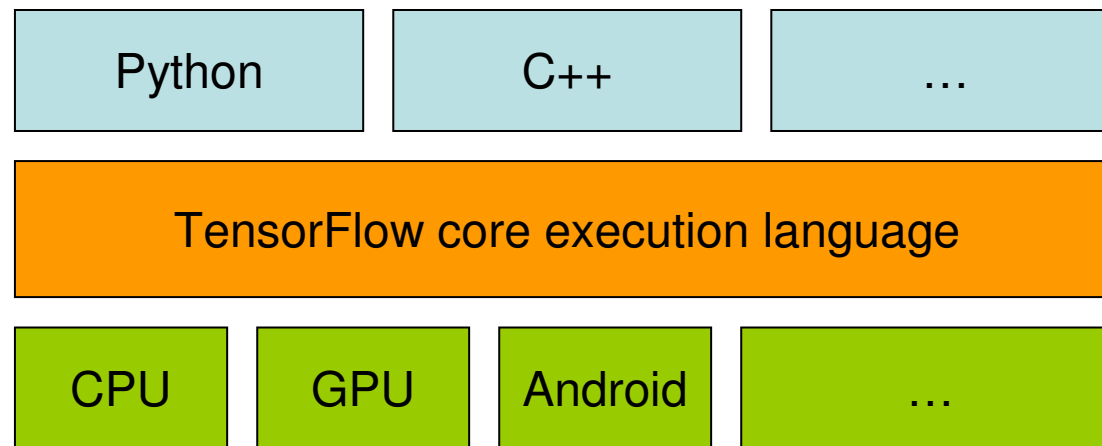 Python C++ …
TensorFlow core execution language
CPU GPU Android …